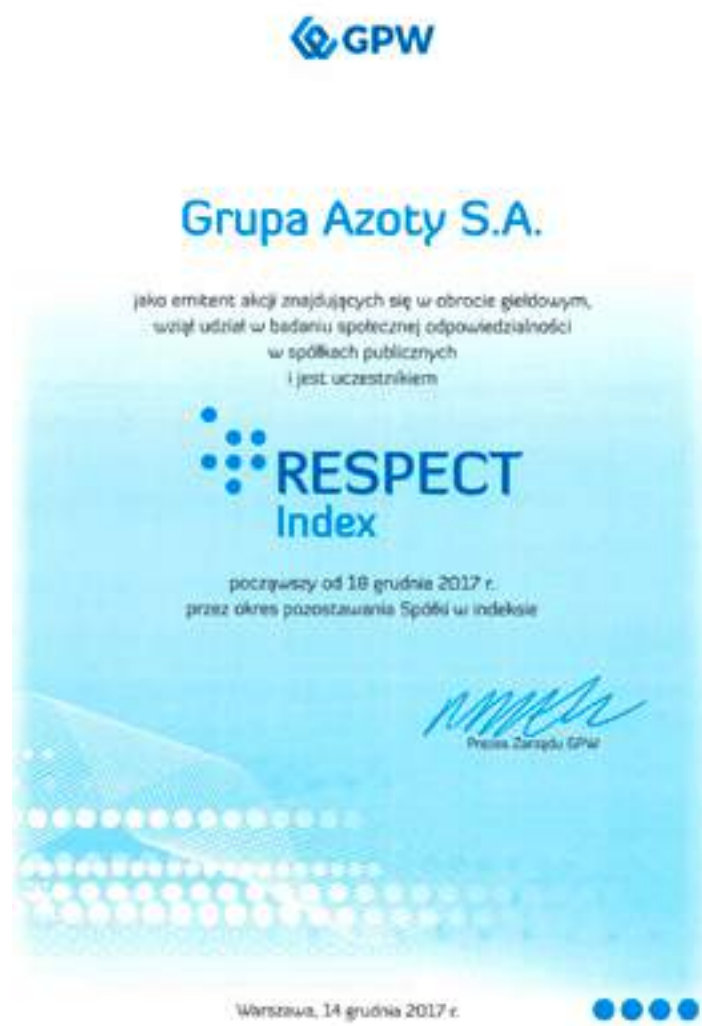 GPW
Grupa Azoty S.A.
jako emitent akcji znajdujących się w obrocie giełdowym,
wziął udział w badaniu społecznej odpowiedzialności
w spółkach publicznych
i jest uczestnikiem
RESPECT
Index
począwszy od 18 grudnia 2017 r.
przez okres pozostawania Spółki w indeksie
Prezes Zarządu GPW
Warszawa, 14 grudnia 2017 r.